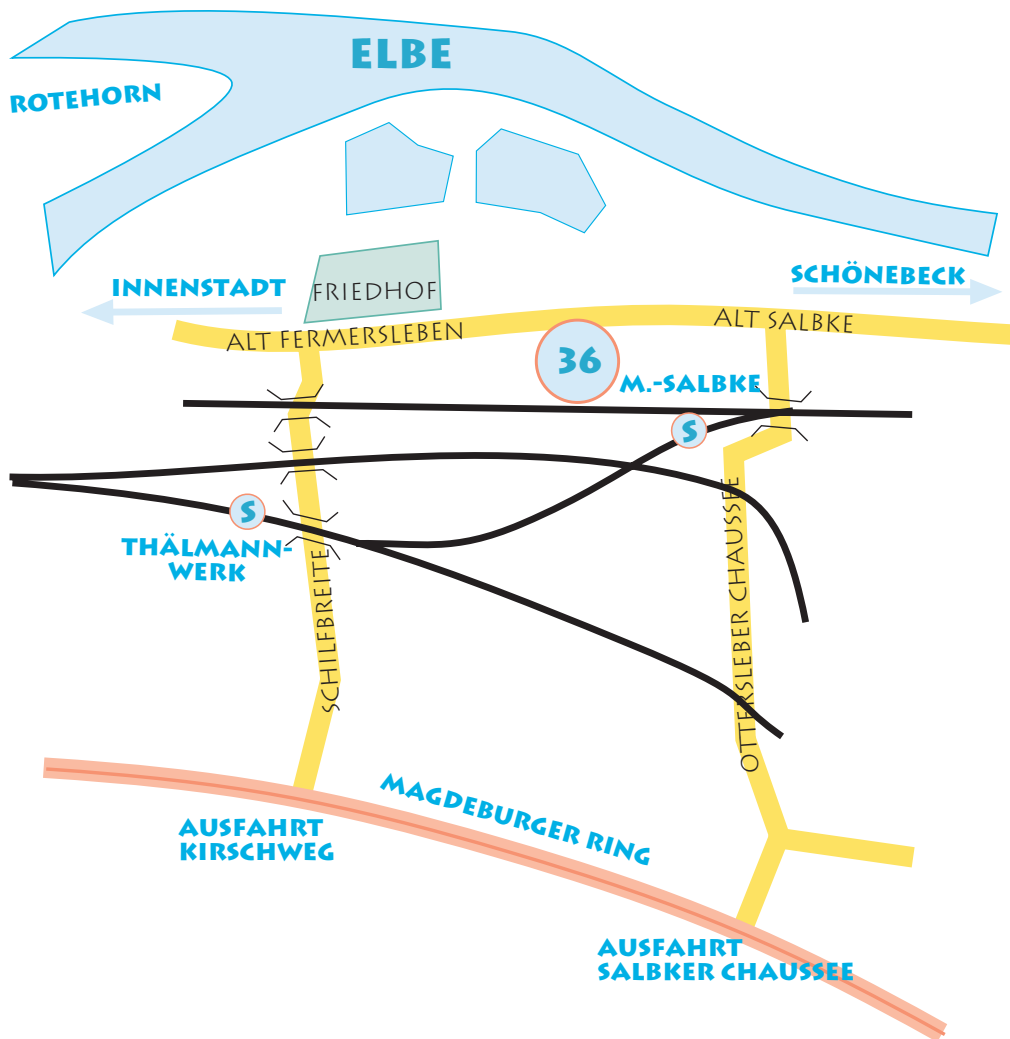 ELBE
ROTEHORN
INNENSTADT
FRIEDHOF
SCHÖNEBECK
ALT FERMERSLEBEN
ALT SALBKE
36
M.-SALBKE
S
S
THÄLMANN-
WERK
SCHILFBREITE
OTTERSLEBER CHAUSSEE
MAGDEBURGER RING
AUSFAHRT
KIRSCHWEG
AUSFAHRT
SALBKER CHAUSSEE